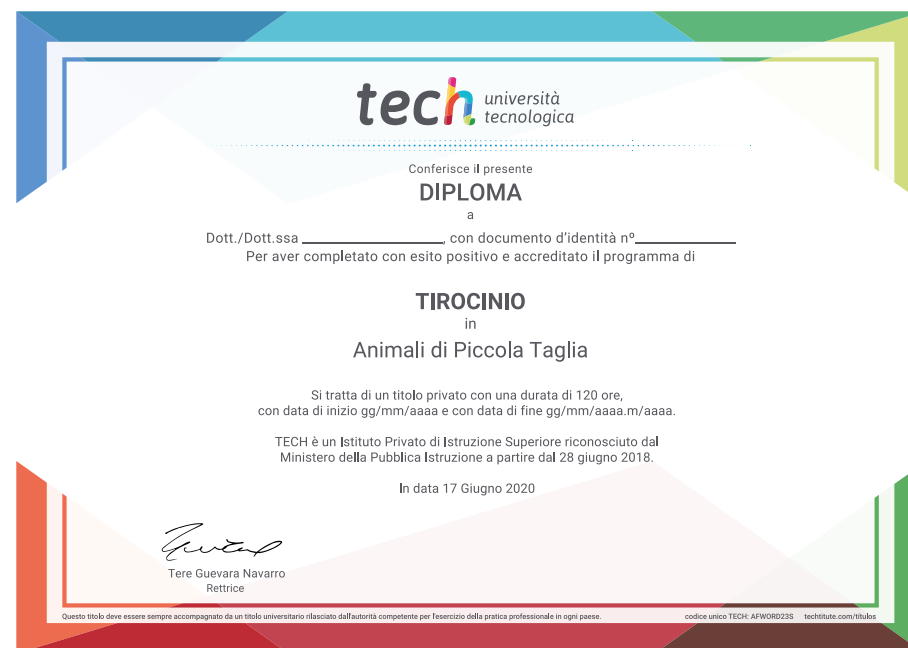 tech università
tecnologica
Conferisce il presente
DIPLOMA
a
Dott./Dott.ssa ____________________, con documento d'identità nº______________
Per aver completato con esito positivo e accreditato il programma di
TIROCINIO
in
Animali di Piccola Taglia
Si tratta di un titolo privato con una durata di 120 ore,
con data di inizio gg/mm/aaaa e con data di fine gg/mm/aaaa.m/aaaa.
TECH è un Istituto Privato di Istruzione Superiore riconosciuto dal
Ministero della Pubblica Istruzione a partire dal 28 giugno 2018.
In data 17 Giugno 2020
Tere Guevara Navarro
Rettrice
Questo titolo deve essere sempre accompagnato da un titolo universitario rilasciato dall'autorità competente per l'esercizio della pratica professionale in ogni paese. codice unico TECH: AFWORD23S techtitute.com/titulos